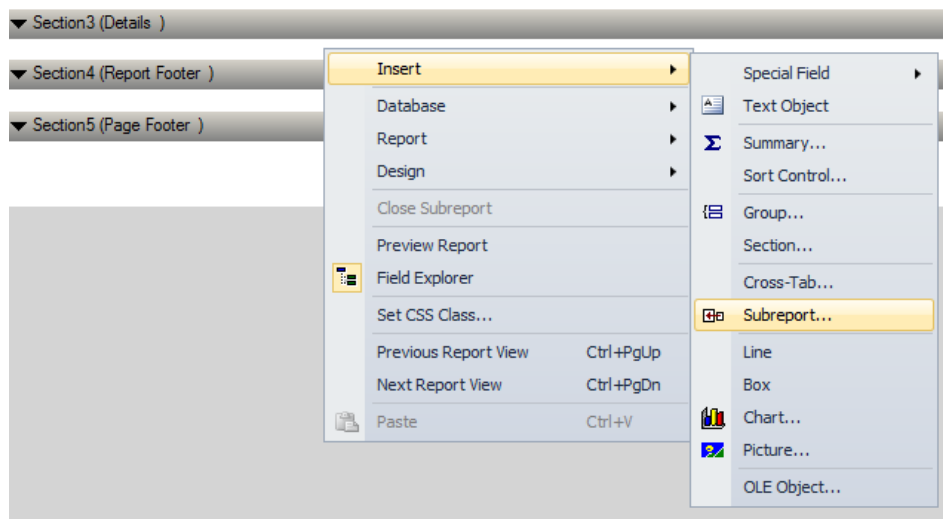 Section3 (Details )
Section4 (Report Footer )
Section5 (Page Footer )
Insert
Database
Report
Design
Close Subreport
Preview Report
Field Explorer
Set CSS Class...
Previous Report View Ctrl+PgUp
Next Report View Ctrl+PgDn
Paste Ctrl+V
Special Field
Text Object
Summary...
Sort Control...
Group...
Section...
Cross-Tab...
Subreport...
Line
Box
Chart...
Picture...
OLE Object...